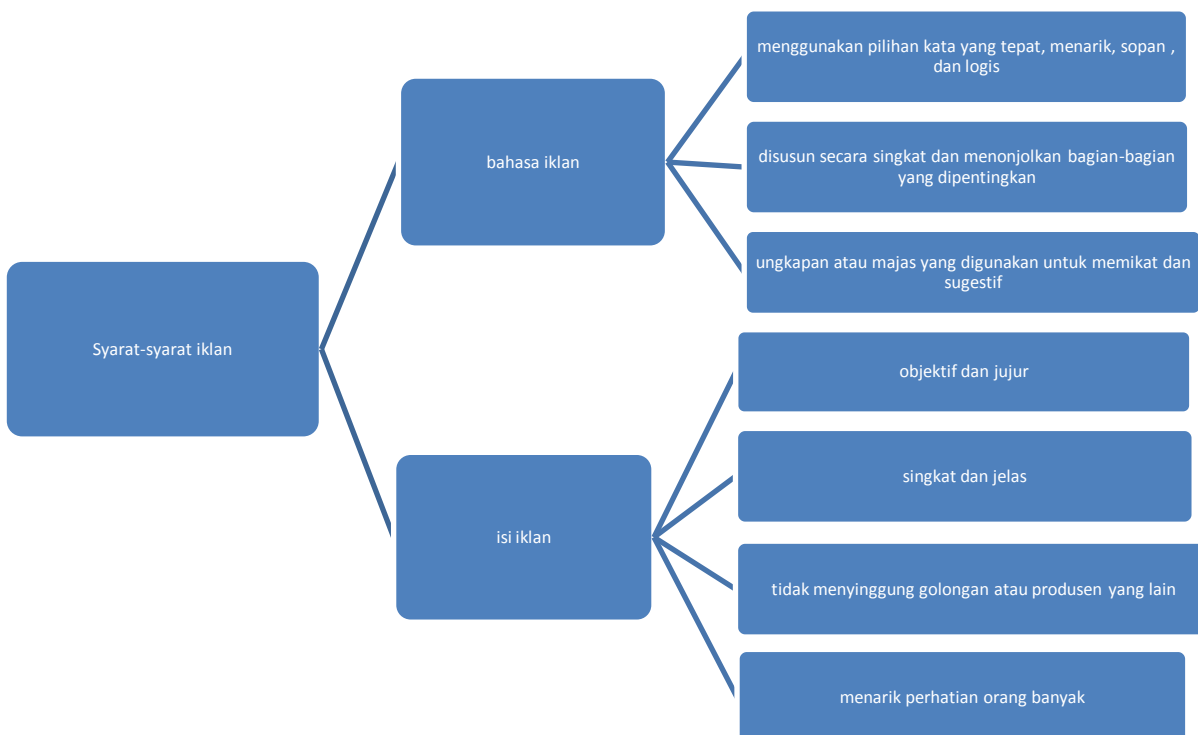 Syarat-syarat iklan
bahasa iklan
menggunakan pilihan kata yang tepat, menarik, sopan ,
dan logis
disusun secara singkat dan menonjolkan bagian-bagian
yang dipentingkan
ungkapan atau majas yang digunakan untuk memikat dan
sugestif
isi iklan
objektif dan jujur
singkat dan jelas
tidak menyinggung golongan atau produsen yang lain
menarik perhatian orang banyak